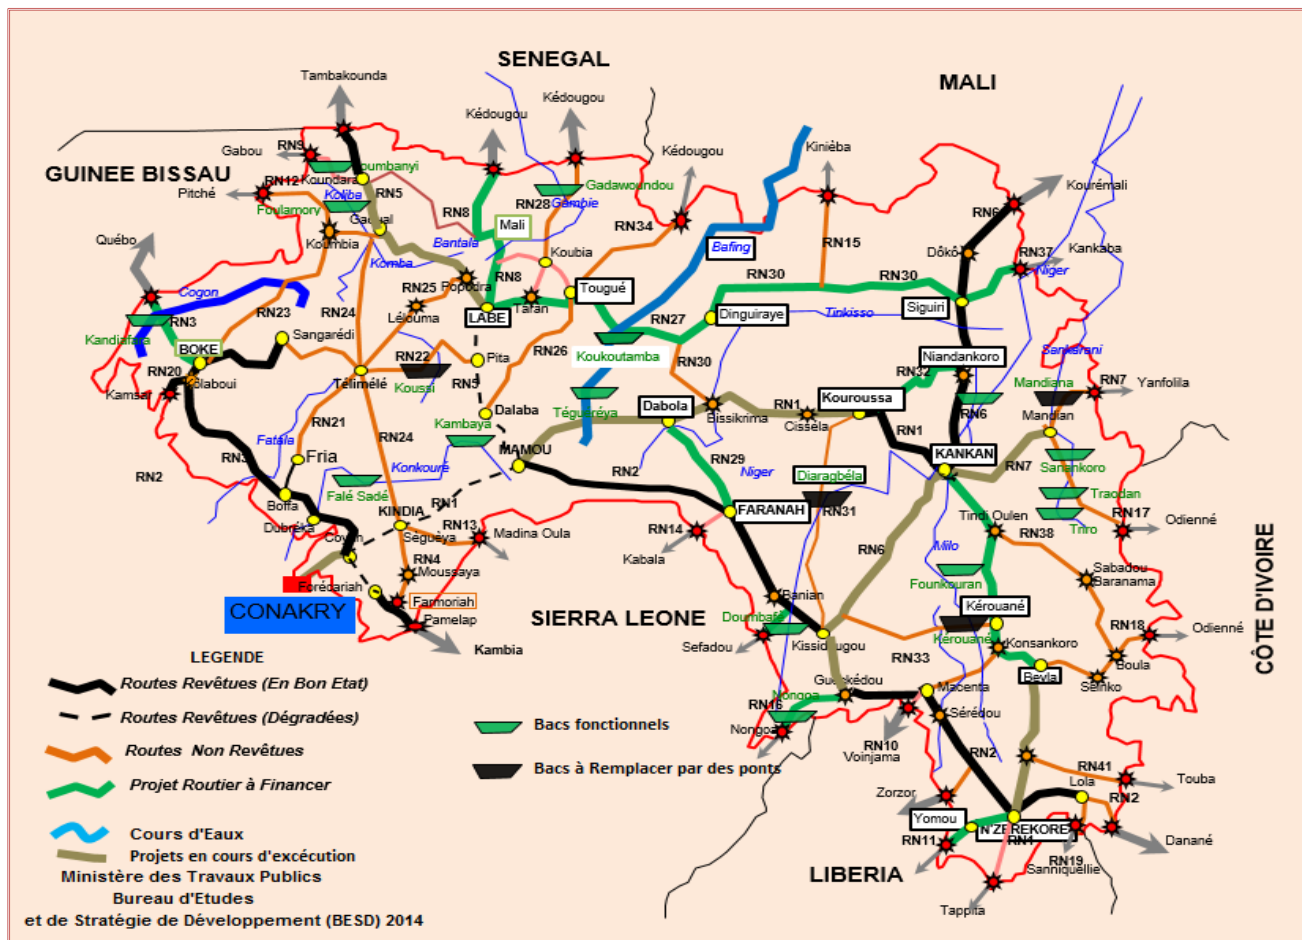 SENEGAL
MALI
Tambakounda
Kédougou
Kédougou
Kédougou
Kiniéba
Kourémali
GUINEE BISSAU
Gabou
RN9
Koumbanyi
Koundara
Pitché
RN12
Koliba
RN5
Foulamory
Gaoual
Koumbia
Gadawoundou
RN28
Gambie
RN8
Mali
RN34
Bafing
RN15
RN6
Dôkô
RN37
Kankaba
Niger
Québo
Bantala
Komba
Koubia
RN8
RN25
Popodra
Tougué
Tafan
RN30
RN30
Cogon
RN3
RN23
RN24
Lélouma
LABE
Kandiafara
Sangarédi
RN27
Dinguiraye
Tinkisso
Siguiri
BOKE
RN22
Pita
RN26
Koukoutamba
RN30
Niandankoro
Sankarani
RN20
Kolaboui
Télimélé
Koussi
RN5
RN32
Mandiana
RN7
Yanfolila
Kamsar
Dalaba
Téguéréya
Dabola
Bissikrima
RN1
Cisséla
Kouroussa
RN6
Mandian
RN21
Kambaya
RN1
Fatala
RN24
MAMOU
KANKAN
RN7
Sanankoro
Fria
Konkouré
RN2
RN29
Niger
Diaragbéla
RN3
RN2
Falé Sadé
RN1
RN31
Traodan
Boffa
Dubréka
KINDIA
RN13
FARANAH
Tindi Oulen
Triro
RN17
Odienné
Coyah
Séguéya
Madina Oula
RN14
Kabala
RN6
Milo
RN38
RN4
Moussaya
Founkouran
Sabadou
Baranama
Forécariah
Farmoriah
Banian
Kérouané
CONAKRY
Pamelap
SIERRA LEONE
Doumbafé
Kérouané
RN18
Odienné
Kambia
Sefadou
Kissidougou
Konsankoro
Boula
CÔTE D'IVOIRE
RN33
Beyla
Seinko
Guéckédou
Macenta
Nongoa
RN16
Nongoa
Sérédou
RN10
Voinjama
RN2
RN41
Touba
Lola
Zorzor
RN2
Yomou
N'ZEREKORE
RN1
RN11
RN19
Danané
Sanniquellie
LIBERIA
Tappita
LEGENDE
Routes Revêtues (En Bon Etat)
Routes Revêtues (Dégradées)
Routes Non Revêtues
Projet Routier à Financer
Cours d'Eaux
Projets en cours d'excécution
Bacs fonctionnels
Bacs à Remplacer par des ponts
Ministère des Travaux Publics
Bureau d'Etudes
et de Stratégie de Développement (BESD) 2014